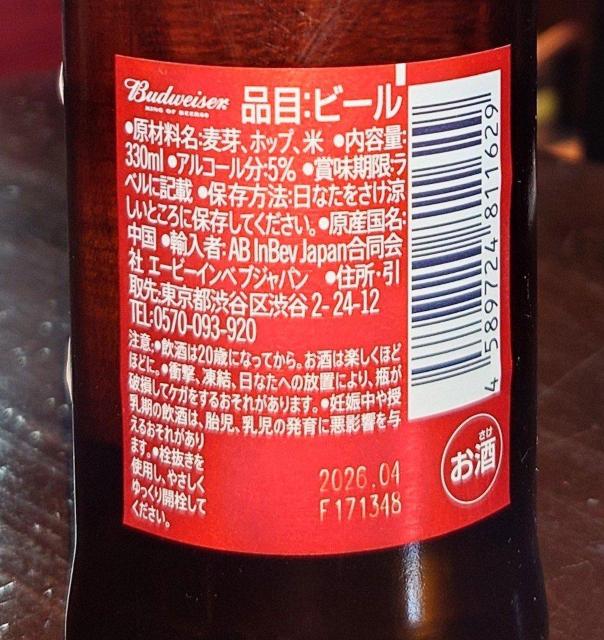 Budweiser
KING OF BEERS®
品目:ビール
●原材料名:麦芽、ホップ、米 ●内容量:
330ml ●アルコール分:5% ●賞味期限:ラ
ベルに記載 ●保存方法:日なたをさけ涼
しいところに保存してください。●原産国名:
中国 ●輸入者:AB InBev Japan合同会
社 エービーインベブジャパン ●住所・引
取先:東京都渋谷区渋谷2-24-12
TEL:0570-093-920
注意:●飲酒は20歳になってから。お酒は楽しくほど
ほどに。●衝撃、凍結、日なたへの放置により、瓶が
破損してケガをするおそれがあります。●妊娠中や授
乳期の飲酒は、胎児、乳児の発育に悪影響を与
えるおそれがあり
ます。●栓抜きを
使用し、やさしく
ゆっくり開栓して
ください。
2026.04
F171348
さけ
お酒
4 589724 811629